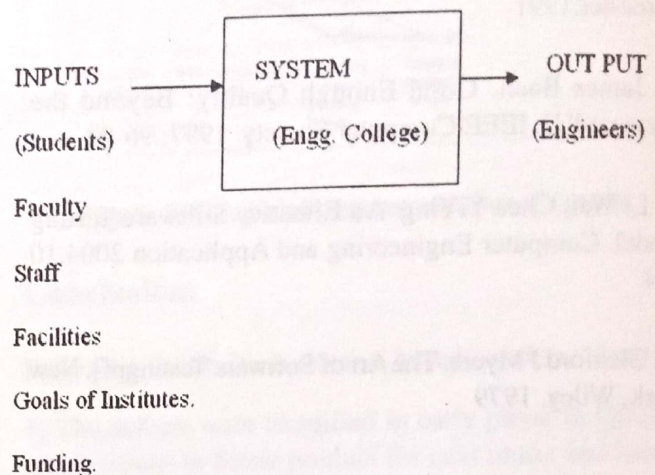 INPUTS SYSTEM OUT PUT
(Students) (Engg. College) (Engineers)
Faculty
Staff
Facilities
Goals of Institutes.
Funding.